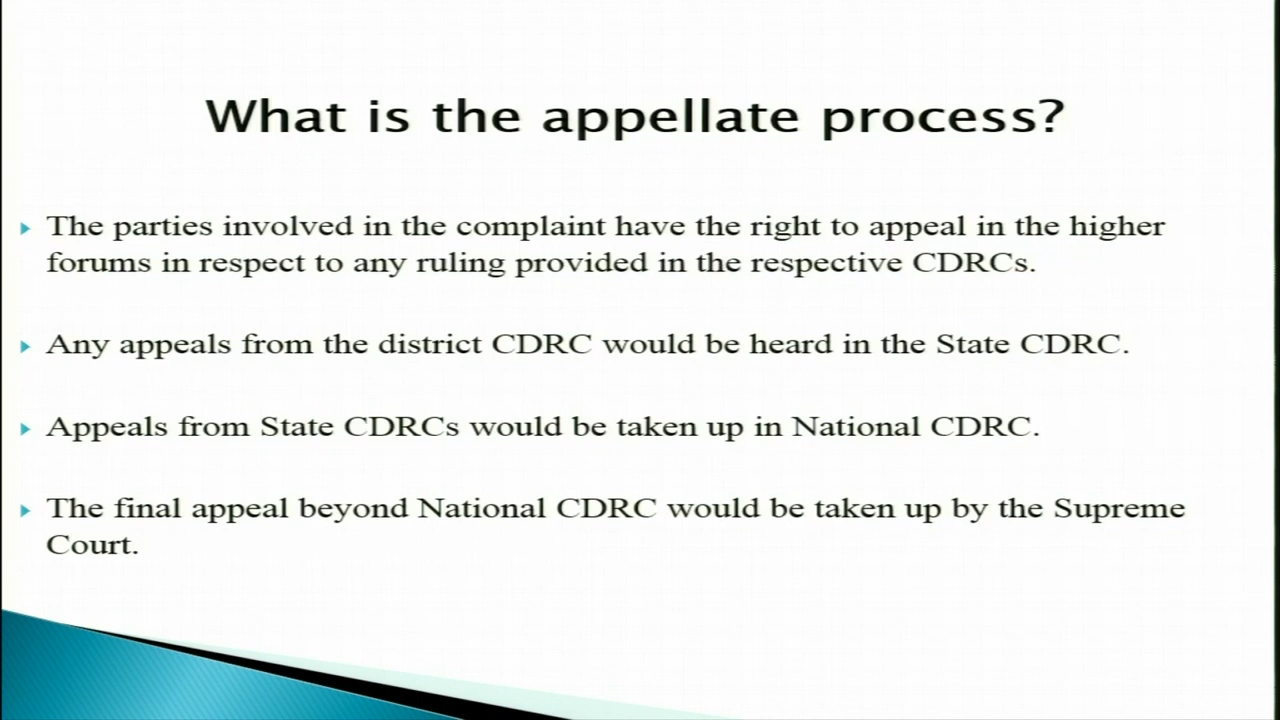 What is the appellate process?
The parties involved in the complaint have the right to appeal in the higher
forums in respect to any ruling provided in the respective CDRCs.
Any appeals from the district CDRC would be heard in the State CDRC.
Appeals from State CDRCs would be taken up in National CDRC.
The final appeal beyond National CDRC would be taken up by the Supreme
Court.